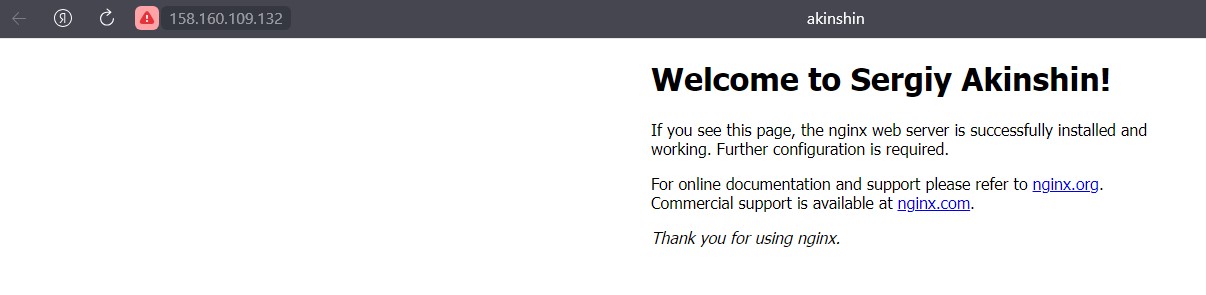 158.160.109.132
akinshin
Welcome to Sergiy Akinshin!
If you see this page, the nginx web server is successfully installed and
working. Further configuration is required.
For online documentation and support please refer to nginx.org.
Commercial support is available at nginx.com.
Thank you for using nginx.